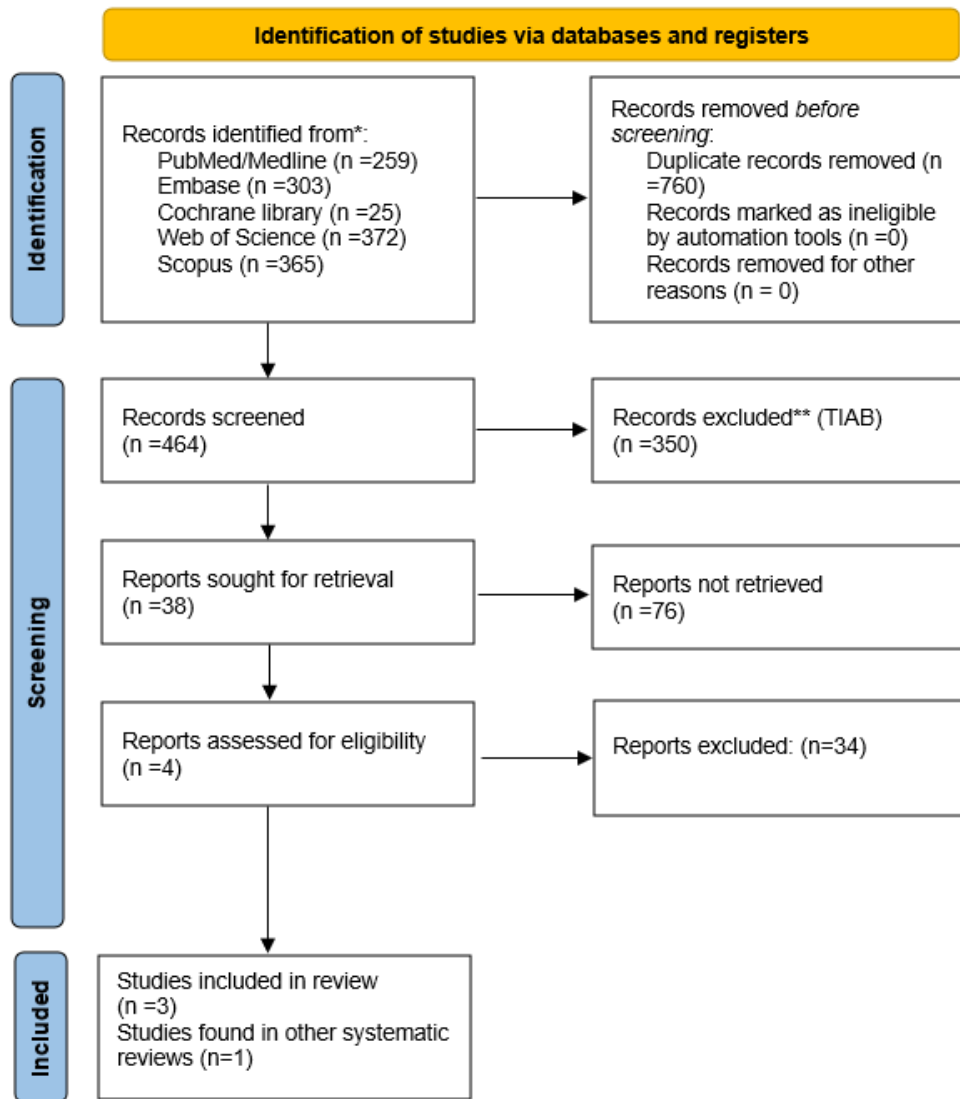 Identification of studies via databases and registers
Identification
Records identified from*:
PubMed/Medline (n =259)
Embase (n =303)
Cochrane library (n =25)
Web of Science (n =372)
Scopus (n =365)
Records removed before
screening:
Duplicate records removed (n
=760)
Records marked as ineligible
by automation tools (n =0)
Records removed for other
reasons (n = 0)
Screening
Records screened
(n =464)
Records excluded** (TIAB)
(n =350)
Reports sought for retrieval
(n =38)
Reports not retrieved
(n =76)
Reports assessed for eligibility
(n =4)
Reports excluded: (n=34)
Included
Studies included in review
(n =3)
Studies found in other systematic
reviews (n=1)